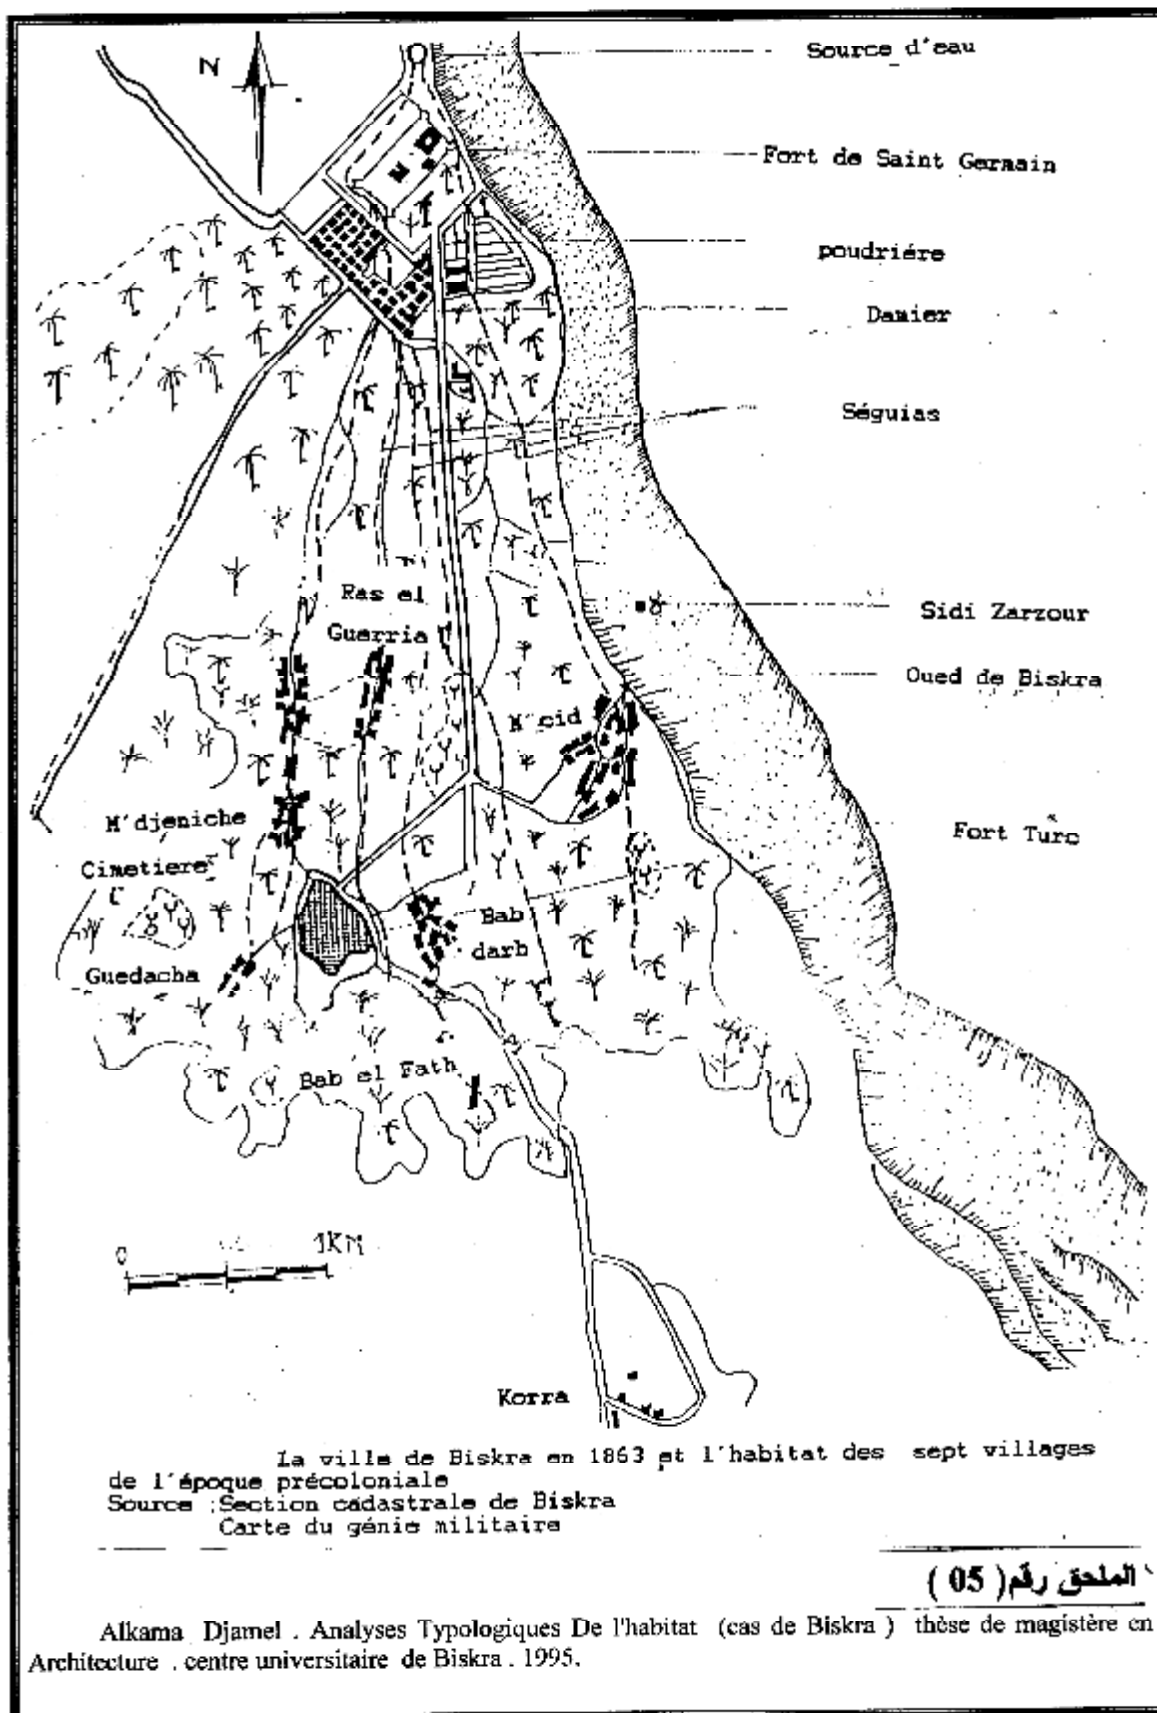 N
Source d'eau
Fort de Saint Germain
poudriére
Damier
Séguias
Ras el
Guerria
Sidi Zarzour
Oued de Biskra
M'cid
M'djeniche
Cimetiere
Fort Turc
Guedacha
Bab
darb
Bab el Fath
0 1KM
Korra
La ville de Biskra en 1863 et l'habitat des sept villages
de l'époque précoloniale
Source :Section cadastrale de Biskra
Carte du génie militaire
الملحق رقم( 05 )
Alkama Djamel . Analyses Typologiques De l'habitat (cas de Biskra ) thèse de magistère en
Architecture . centre universitaire de Biskra . 1995.